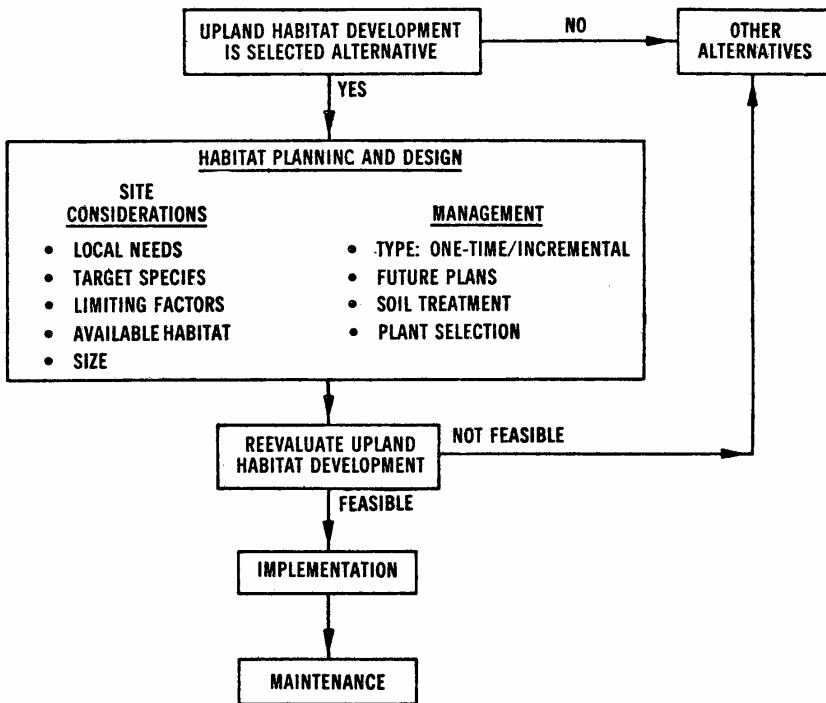 UPLAND HABITAT DEVELOPMENT
IS SELECTED ALTERNATIVE
NO
OTHER
ALTERNATIVES
YES
HABITAT PLANNINC AND DESIGN
SITE
CONSIDERATIONS
• LOCAL NEEDS
• TARGET SPECIES
• LIMITING FACTORS
• AVAILABLE HABITAT
• SIZE
MANAGEMENT
• TYPE: ONE-TIME/INCREMENTAL
• FUTURE PLANS
• SOIL TREATMENT
• PLANT SELECTION
REEVALUATE UPLAND
HABITAT DEVELOPMENT
NOT FEASIBLE
FEASIBLE
IMPLEMENTATION
MAINTENANCE